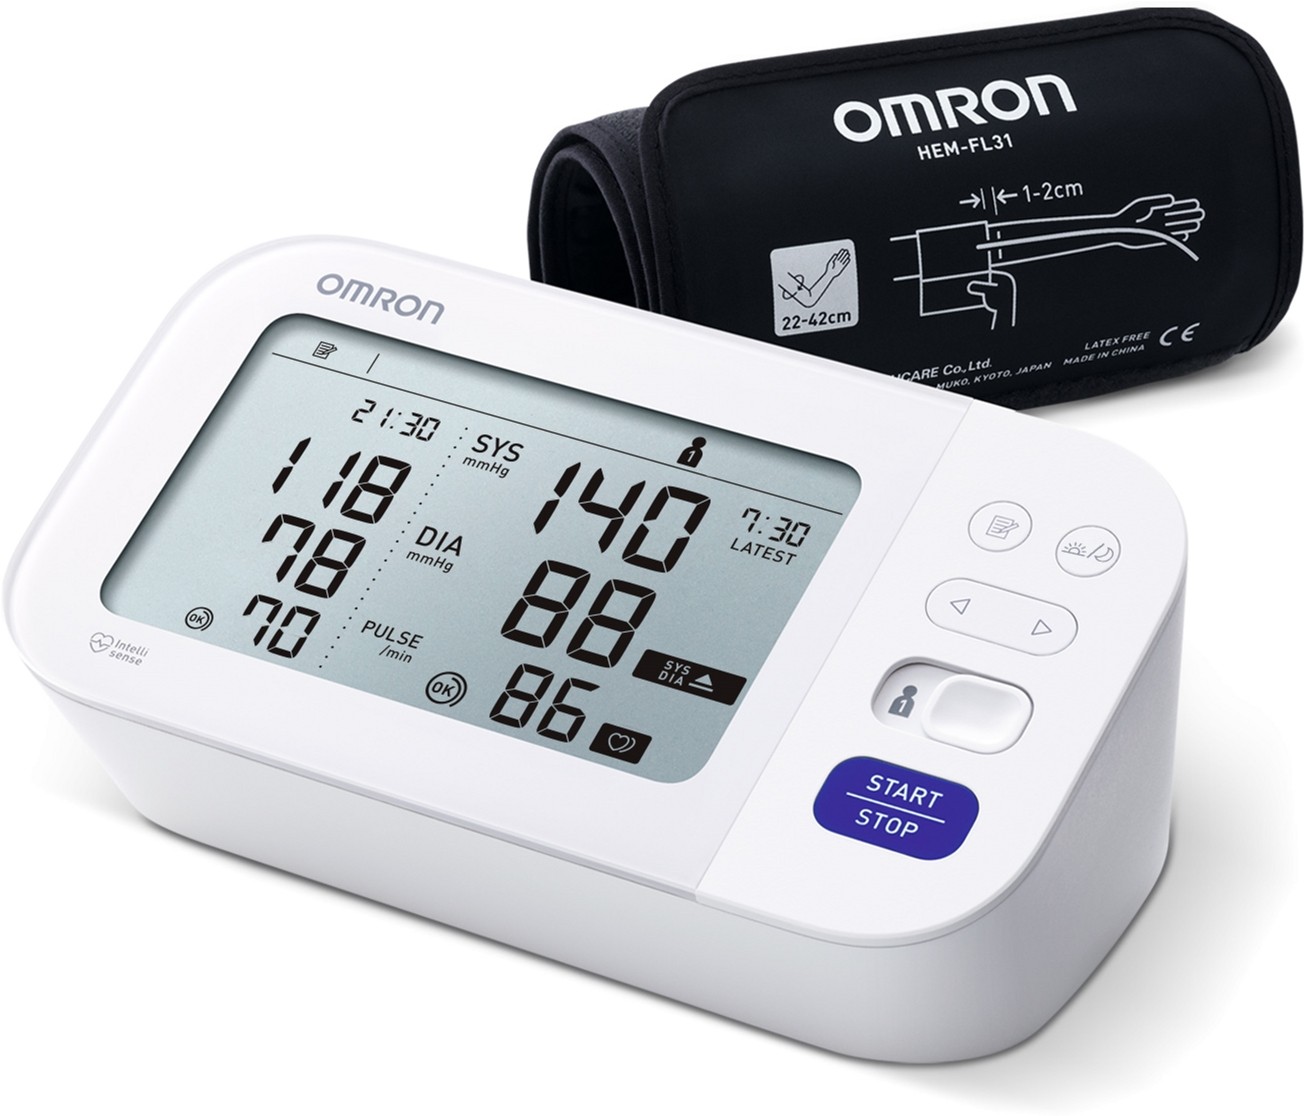 OMRON
HEM-FL31
1-2cm
22-42cm
LATEX FREE
MADE IN CHINA
CE
Co., Ltd.
MUKO, KYOTO, JAPAN
OMRON
21:30
118
78
70
OK
SYS
mmHg
DIA
mmHg
PULSE
/min
OK
1
140
7:30
LATEST
88
SYS
DIA
86
Intelli
sense
1
START
STOP